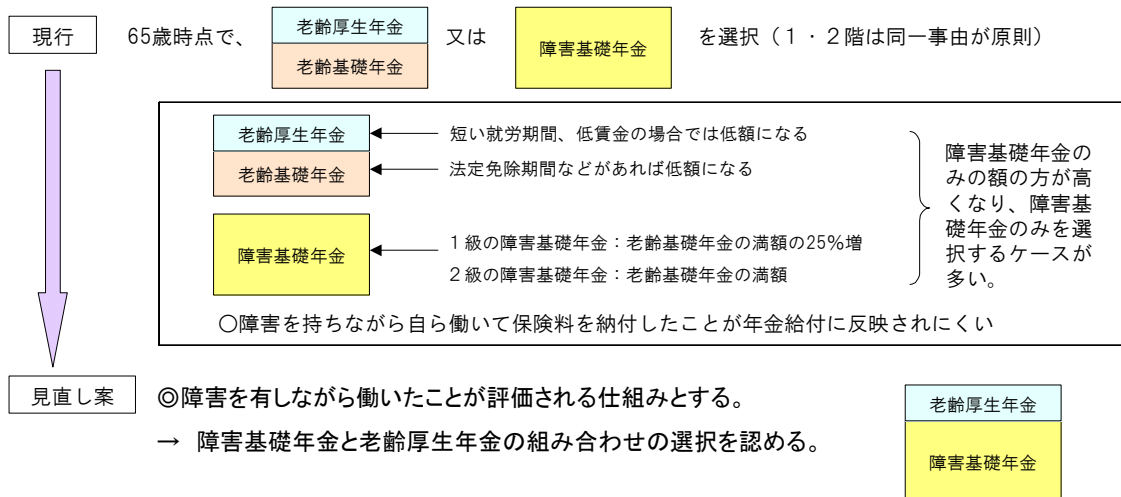 現行
65歳時点で、
老齢厚生年金
老齢基礎年金
又は
障害基礎年金
を選択（１・２階は同一事由が原則）
老齢厚生年金
短い就労期間、低賃金の場合では低額になる
老齢基礎年金
法定免除期間などがあれば低額になる
障害基礎年金
１級の障害基礎年金：老齢基礎年金の満額の25%増
２級の障害基礎年金：老齢基礎年金の満額
障害基礎年金の
みの額の方が高
くなり、障害基
礎年金のみを選
択するケースが
多い。
○障害を持ちながら自ら働いて保険料を納付したことが年金給付に反映されにくい
見直し案
◎障害を有しながら働いたことが評価される仕組みとする。
→ 障害基礎年金と老齢厚生年金の組み合わせの選択を認める。
老齢厚生年金
障害基礎年金